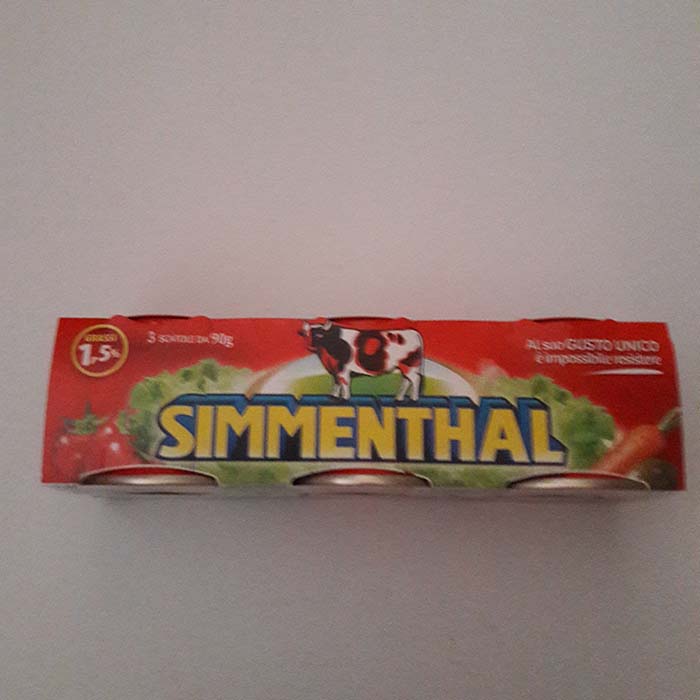 GRASSI
1,5%
3 SCATOLE DA 90g
AL suo GUSTO UNICO
è impossibile resistere
SIMMENTHAL